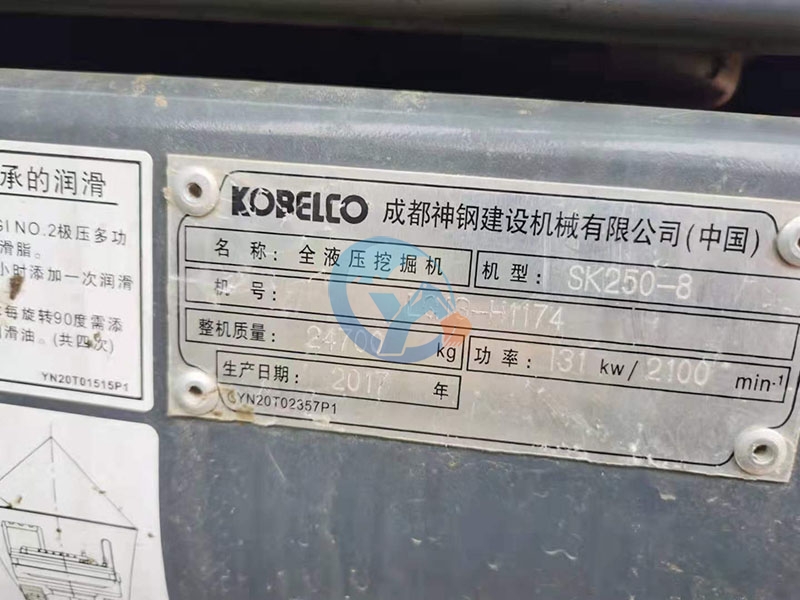 承的润滑
GI NO.2极压多功
滑脂。
小时添加一次润滑
每旋转90度需添
滑油。(共四次)
YN20T01515P1
KOBELCO 成都神钢建设机械有限公司(中国)
名称: 全液压挖掘机 机型: SK250-8
机号: H1174
整机质量: 24700 kg 功率: 131 kw/2100 min-1
生产日期: 2017 年
CYN20T02357P1